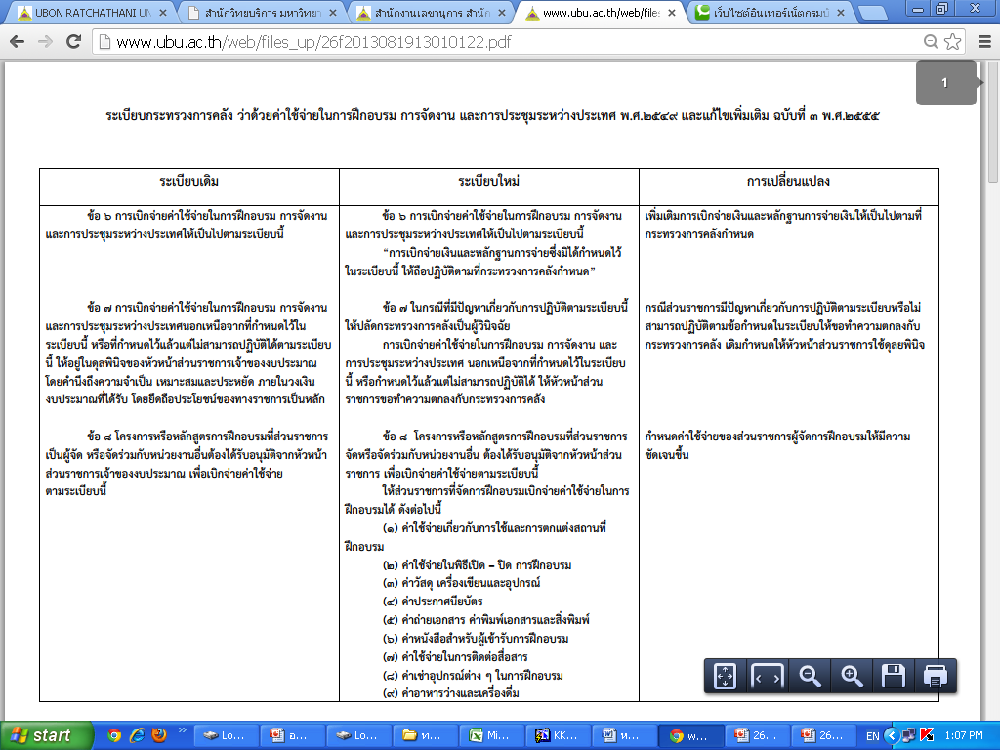 UBON RATCHATHANI UN
สำนักวิทยบริการ มหาวิทยา
สำนักงานเลขานุการ สำนัก
www.ubu.ac.th/web/files
เว็บไซต์อินเทอร์เน็ตกรมบั
www.ubu.ac.th/web/files_up/26f2013081913010122.pdf
1
ระเบียบกระทรวงการคลัง ว่าด้วยค่าใช้จ่ายในการฝึกอบรม การจัดงาน และการประชุมระหว่างประเทศ พ.ศ.๒๕๔๙ และแก้ไขเพิ่มเติม ฉบับที่ ๓ พ.ศ.๒๕๕๕
ระเบียบเดิม
ข้อ ๖ การเบิกจ่ายค่าใช้จ่ายในการฝึกอบรม การจัดงาน
และการประชุมระหว่างประเทศให้เป็นไปตามระเบียบนี้
ข้อ ๗ การเบิกจ่ายค่าใช้จ่ายในการฝึกอบรม การจัดงาน
และการประชุมระหว่างประเทศนอกเหนือจากที่กำหนดไว้ใน
ระเบียบนี้ หรือที่กำหนดไว้แล้วแต่ไม่สามารถปฏิบัติได้ตามระเบียบ
นี้ ให้อยู่ในดุลพินิจของหัวหน้าส่วนราชการเจ้าของงบประมาณ
โดยคำนึงถึงความจำเป็น เหมาะสมและประหยัด ภายในวงเงิน
งบประมาณที่ได้รับ โดยยึดถือประโยชน์ของทางราชการเป็นหลัก
ข้อ ๘ โครงการหรือหลักสูตรการฝึกอบรมที่ส่วนราชการ
เป็นผู้จัด หรือจัดร่วมกับหน่วยงานอื่นต้องได้รับอนุมัติจากหัวหน้า
ส่วนราชการเจ้าของงบประมาณ เพื่อเบิกจ่ายค่าใช้จ่าย
ตามระเบียบนี้
ระเบียบใหม่
ข้อ ๖ การเบิกจ่ายค่าใช้จ่ายในการฝึกอบรม การจัดงาน
และการประชุมระหว่างประเทศให้เป็นไปตามระเบียบนี้
“การเบิกจ่ายเงินและหลักฐานการจ่ายซึ่งมิได้กำหนดไว้
ในระเบียบนี้ ให้ถือปฏิบัติตามที่กระทรวงการคลังกำหนด”
ข้อ ๗ ในกรณีที่มีปัญหาเกี่ยวกับการปฏิบัติตามระเบียบนี้
ให้ปลัดกระทรวงการคลังเป็นผู้วินิจฉัย
การเบิกจ่ายค่าใช้จ่ายในการฝึกอบรม การจัดงาน และ
การประชุมระหว่างประเทศ นอกเหนือจากที่กำหนดไว้ในระเบียบ
นี้ หรือกำหนดไว้แล้วแต่ไม่สามารถปฏิบัติได้ ให้หัวหน้าส่วน
ราชการขอทำความตกลงกับกระทรวงการคลัง
ข้อ ๘ โครงการหรือหลักสูตรการฝึกอบรมที่ส่วนราชการ
จัดหรือจัดร่วมกับหน่วยงานอื่น ต้องได้รับอนุมัติจากหัวหน้าส่วน
ราชการ เพื่อเบิกจ่ายค่าใช้จ่ายตามระเบียบนี้
ให้ส่วนราชการที่จัดการฝึกอบรมเบิกจ่ายค่าใช้จ่ายในการ
ฝึกอบรมได้ ดังต่อไปนี้
(๑) ค่าใช้จ่ายเกี่ยวกับการใช้และการตกแต่งสถานที่
ฝึกอบรม
(๒) ค่าใช้จ่ายในพิธีเปิด – ปิด การฝึกอบรม
(๓) ค่าวัสดุ เครื่องเขียนและอุปกรณ์
(๔) ค่าประกาศนียบัตร
(๕) ค่าถ่ายเอกสาร ค่าพิมพ์เอกสารและสิ่งพิมพ์
(๖) ค่าหนังสือสำหรับผู้เข้ารับการฝึกอบรม
(๗) ค่าใช้จ่ายในการติดต่อสื่อสาร
(๘) ค่าเช่าอุปกรณ์ต่าง ๆ ในการฝึกอบรม
(๙) ค่าอาหารว่างและเครื่องดื่ม
การเปลี่ยนแปลง
เพิ่มเติมการเบิกจ่ายเงินและหลักฐานการจ่ายเงินให้เป็นไปตามที่
กระทรวงการคลังกำหนด
กรณีส่วนราชการมีปัญหาเกี่ยวกับการปฏิบัติตามระเบียบหรือไม่
สามารถปฏิบัติตามข้อกำหนดในระเบียบให้ขอทำความตกลงกับ
กระทรวงการคลัง เดิมกำหนดให้หัวหน้าส่วนราชการใช้ดุลยพินิจ
กำหนดค่าใช้จ่ายของส่วนราชการผู้จัดการฝึกอบรมให้มีความ
ชัดเจนขึ้น
start
Lo...
อ...
Lo...
ท...
Mi...
KK...
ห...
w...
26...
26...
EN
1:07 PM